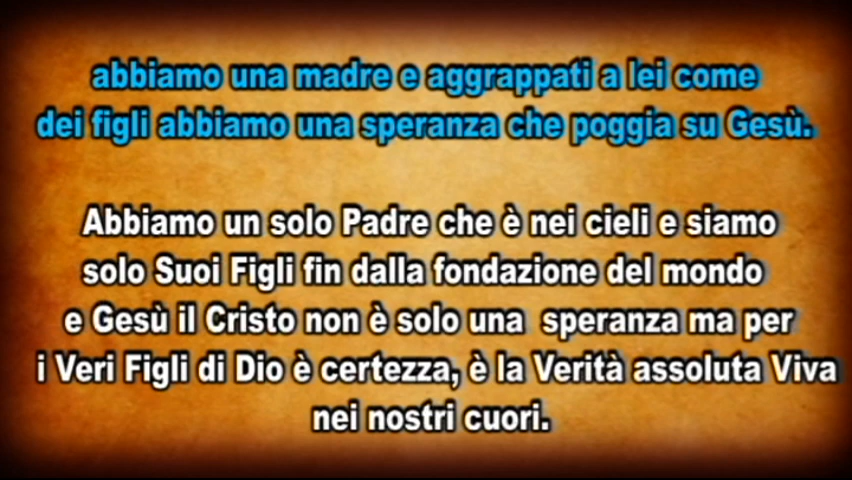 abbiamo una madre e aggrappati a lei come
dei figli abbiamo una speranza che poggia su Gesù.
Abbiamo un solo Padre che è nei cieli e siamo
solo Suoi Figli fin dalla fondazione del mondo
e Gesù il Cristo non è solo una speranza ma per
i Veri Figli di Dio è certezza, è la Verità assoluta Viva
nei nostri cuori.